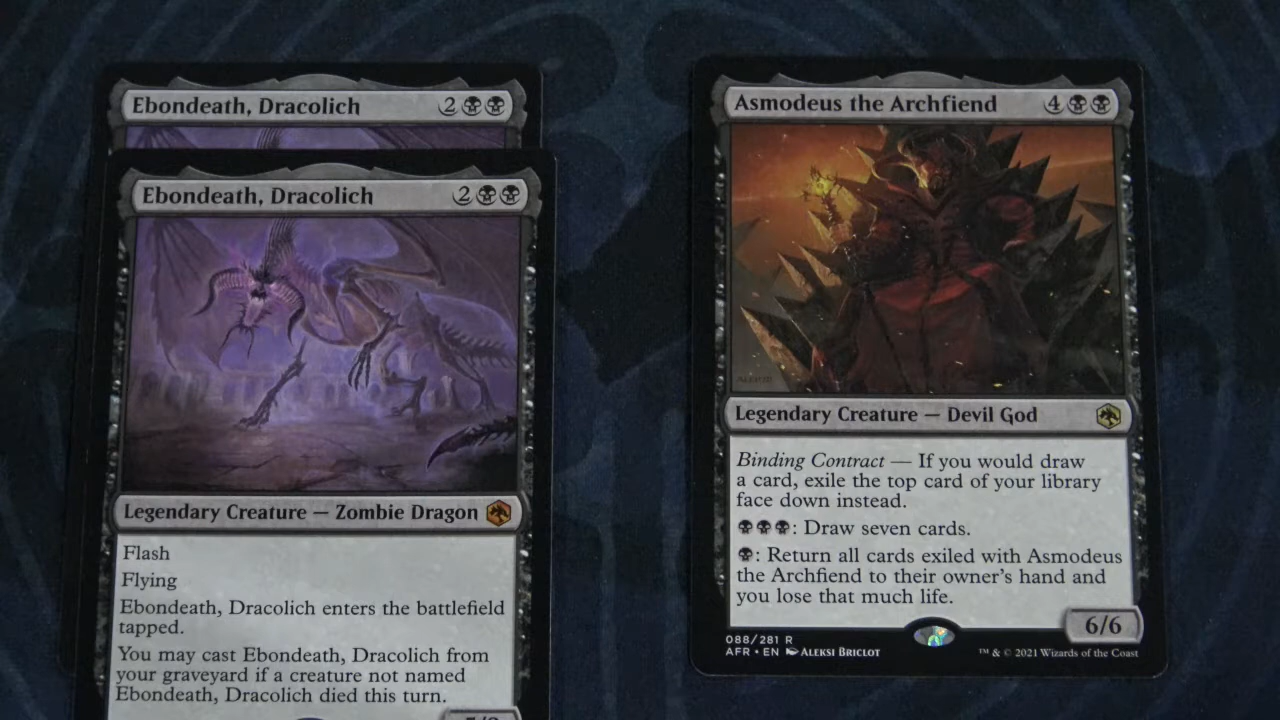 Ebondeath, Dracolich 2
Ebondeath, Dracolich 2
Legendary Creature — Zombie Dragon
Flash
Flying
Ebondeath, Dracolich enters the battlefield
tapped.
You may cast Ebondeath, Dracolich from
your graveyard if a creature not named
Ebondeath, Dracolich died this turn.
Asmodeus the Archfiend 4
Legendary Creature — Devil God
Binding Contract — If you would draw
a card, exile the top card of your library
face down instead.
: Draw seven cards.
: Return all cards exiled with Asmodeus
the Archfiend to their owner's hand and
you lose that much life.
6/6
088/281 R
AFR • EN ALEKSI BRICLOT
™ & © 2021 Wizards of the Coast